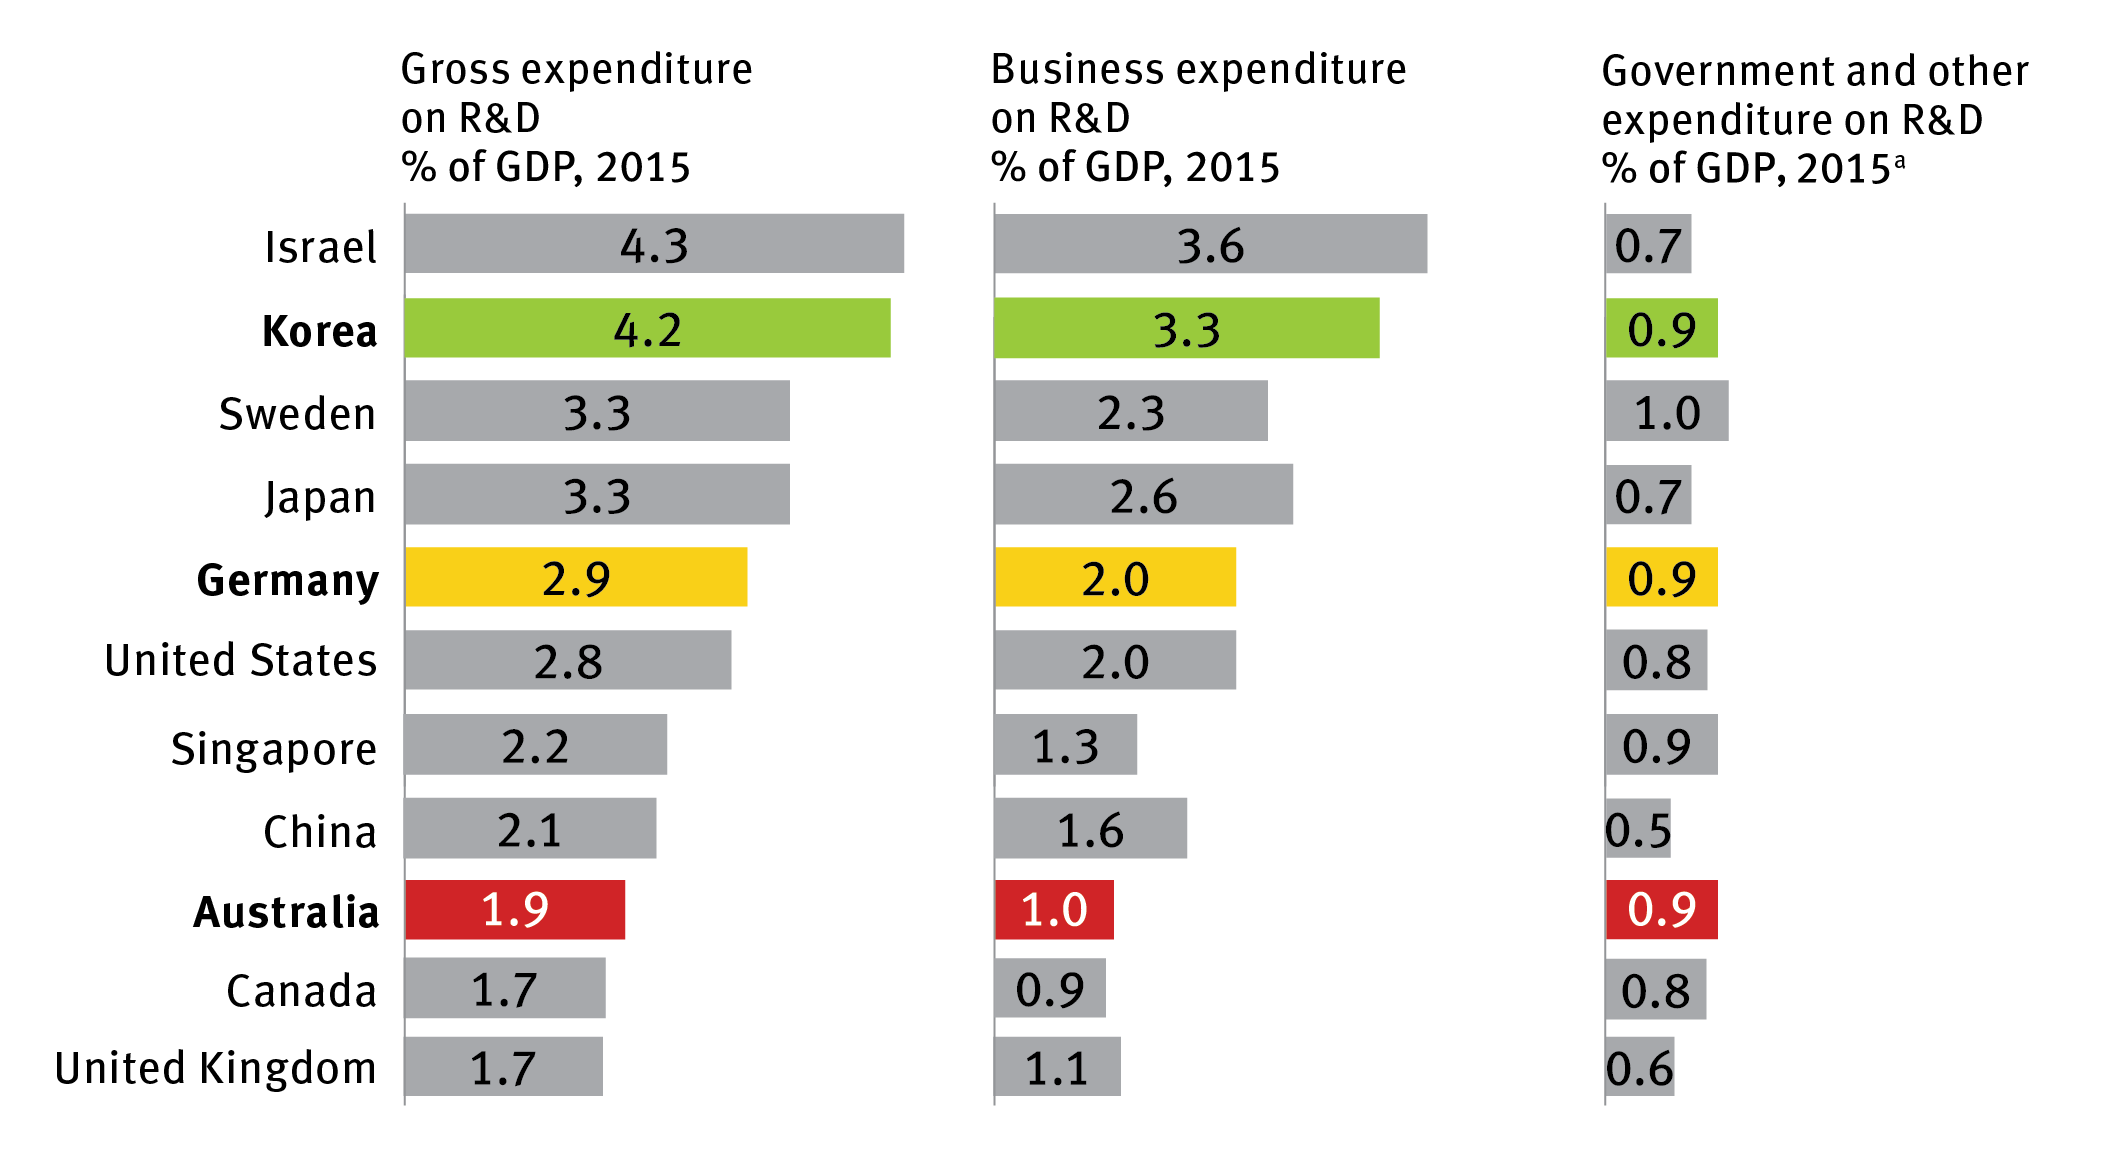 Gross expenditure
on R&D
% of GDP, 2015
Business expenditure
on R&D
% of GDP, 2015
Government and other
expenditure on R&D
% of GDP, 2015ᵃ
Israel 4.3 3.6 0.7
Korea 4.2 3.3 0.9
Sweden 3.3 2.3 1.0
Japan 3.3 2.6 0.7
Germany 2.9 2.0 0.9
United States 2.8 2.0 0.8
Singapore 2.2 1.3 0.9
China 2.1 1.6 0.5
Australia 1.9 1.0 0.9
Canada 1.7 0.9 0.8
United Kingdom 1.7 1.1 0.6